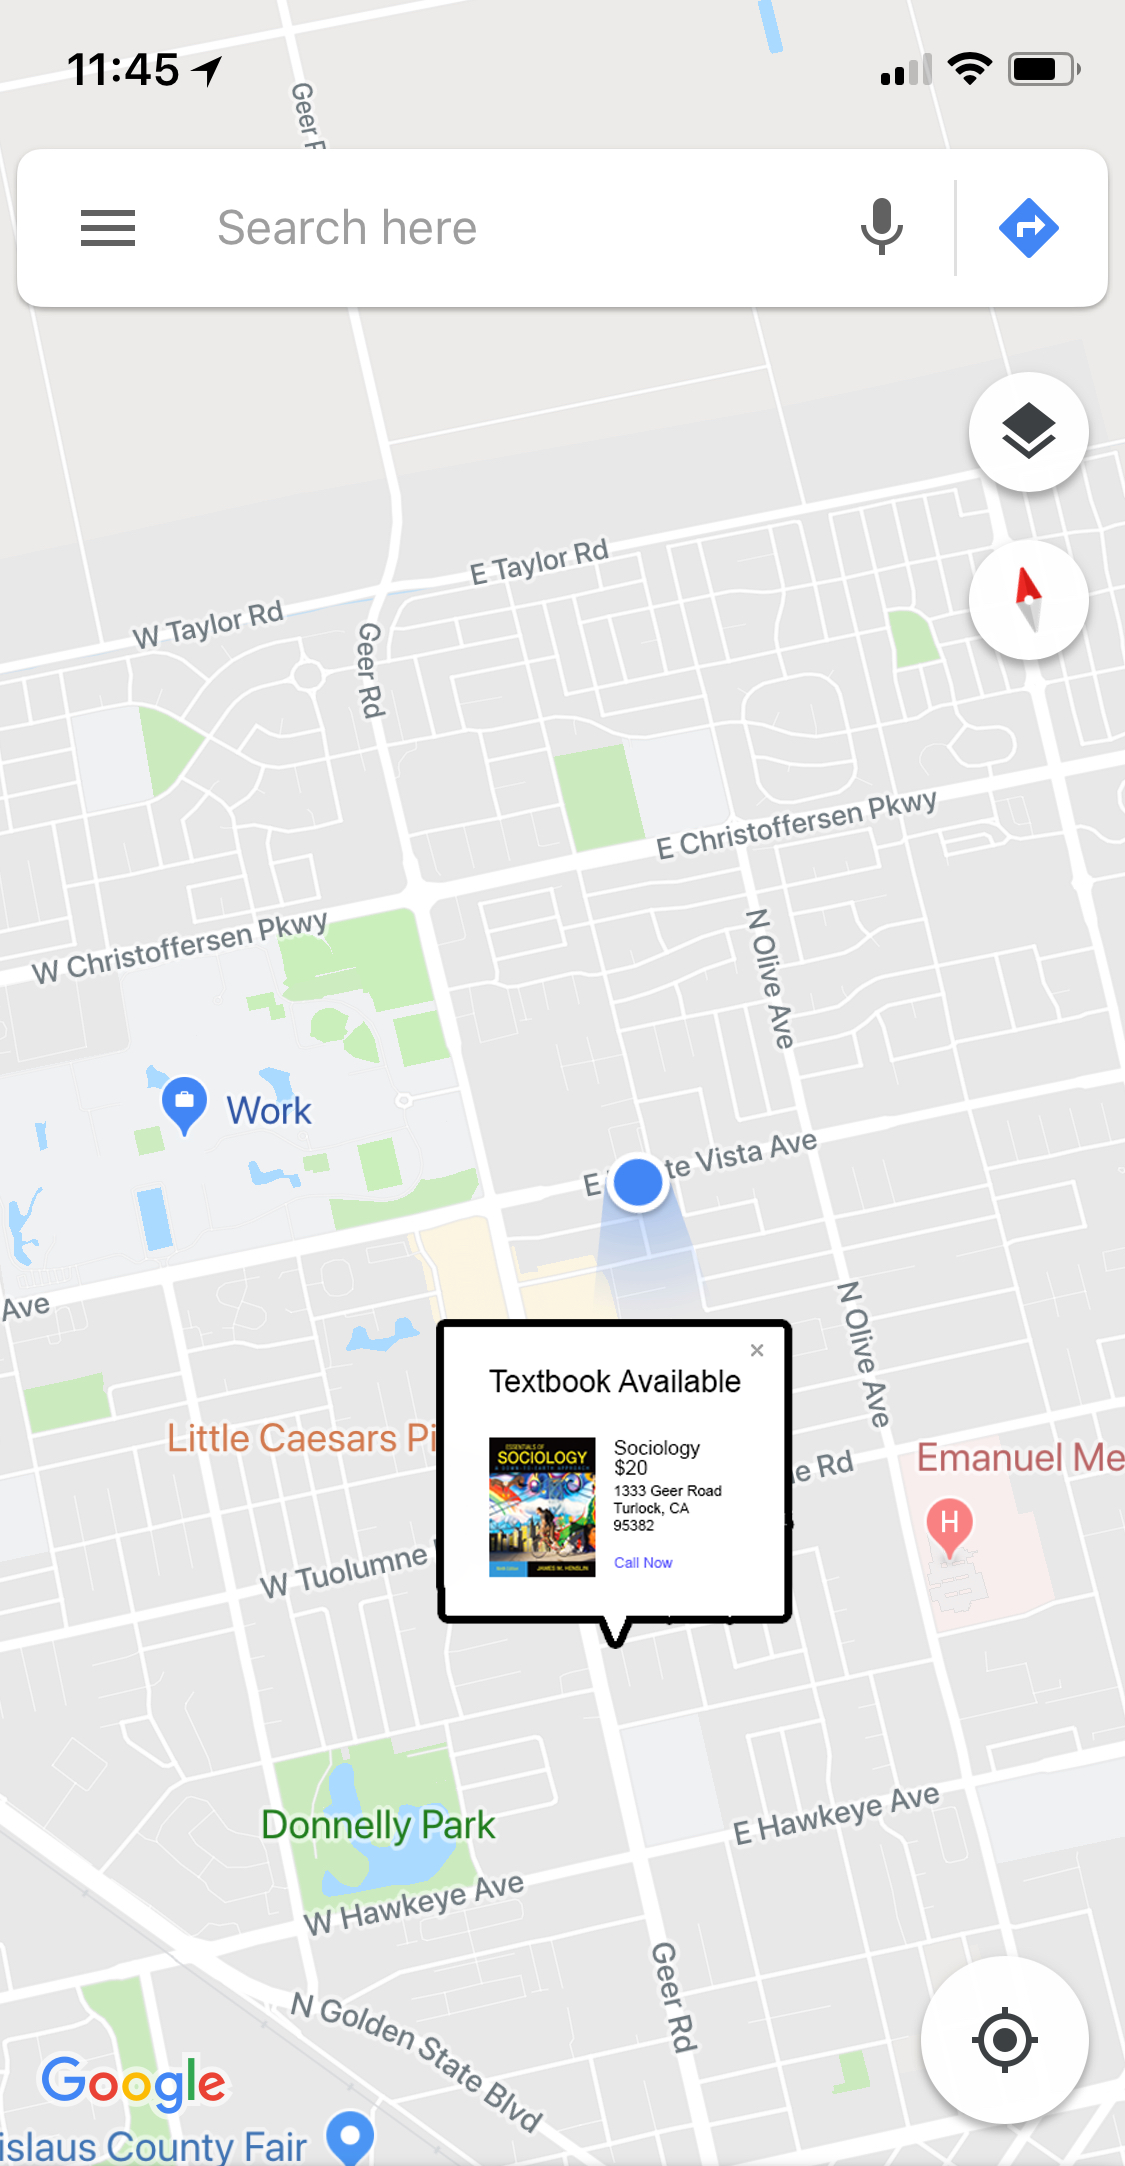 11:45
Geer R
Search here
E Taylor Rd
W Taylor Rd
Geer Rd
E Christoffersen Pkwy
W Christoffersen Pkwy
N Olive Ave
Work
E te Vista Ave
Ave
N Olive Ave
Textbook Available
ESSENTIALS OF
SOCIOLOGY
A DOWN-TO-EARTH APPROACH
JAMES M. HENSLIN
Sociology
$20
1333 Geer Road
Turlock, CA
95382
Call Now
Little Caesars Pi
e Rd
Emanuel Me
H
W Tuolumne
Donnelly Park
E Hawkeye Ave
W Hawkeye Ave
Geer Rd
N Golden State Blvd
Google
islaus County Fair